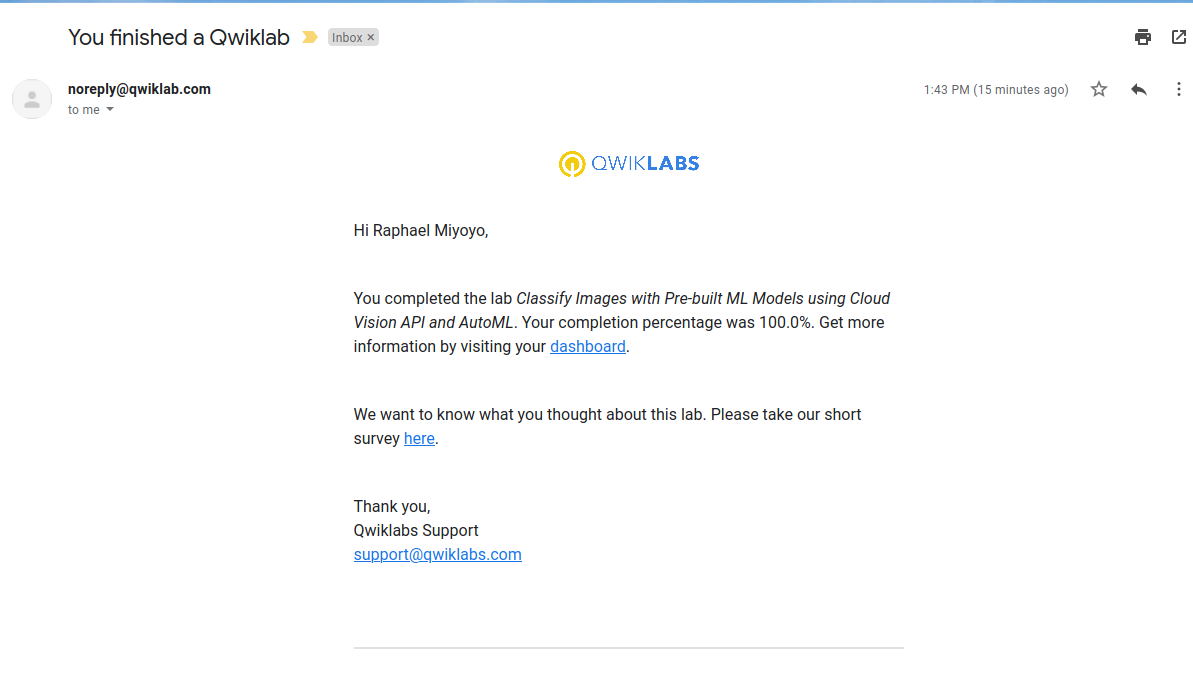 You finished a Qwiklab
Inbox ×
noreply@qwiklab.com
1:43 PM (15 minutes ago)
to me
QWIKLABS
Hi Raphael Miyoyo,
You completed the lab Classify Images with Pre-built ML Models using Cloud
Vision API and AutoML. Your completion percentage was 100.0%. Get more
information by visiting your dashboard.
We want to know what you thought about this lab. Please take our short
survey here.
Thank you,
Qwiklabs Support
support@qwiklabs.com